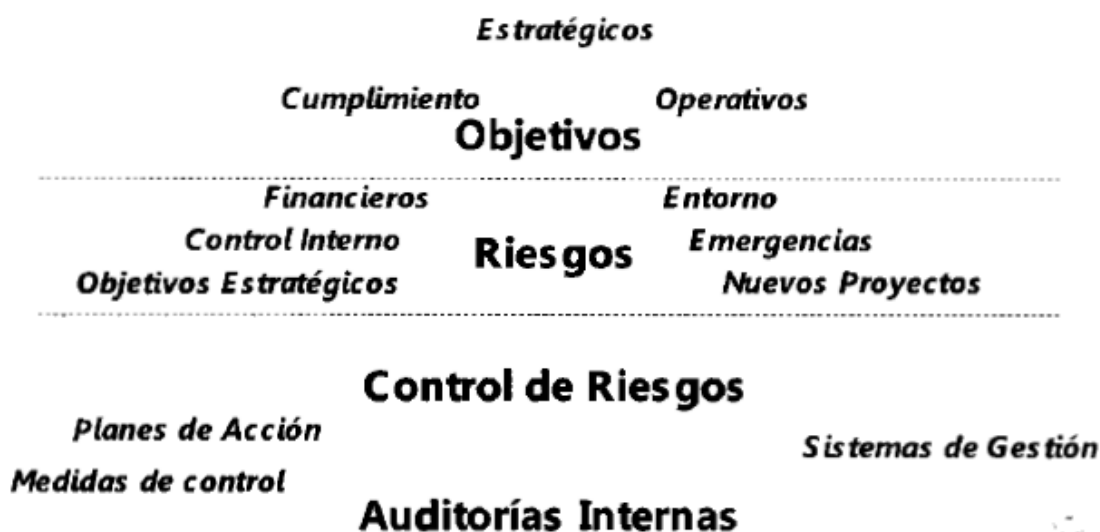 Estratégicos
Cumplimiento Operativos
Objetivos
Financieros Entorno
Control Interno Riesgos Emergencias
Objetivos Estratégicos Nuevos Proyectos
Control de Riesgos
Planes de Acción
Sistemas de Gestión
Medidas de control
Auditorías Internas